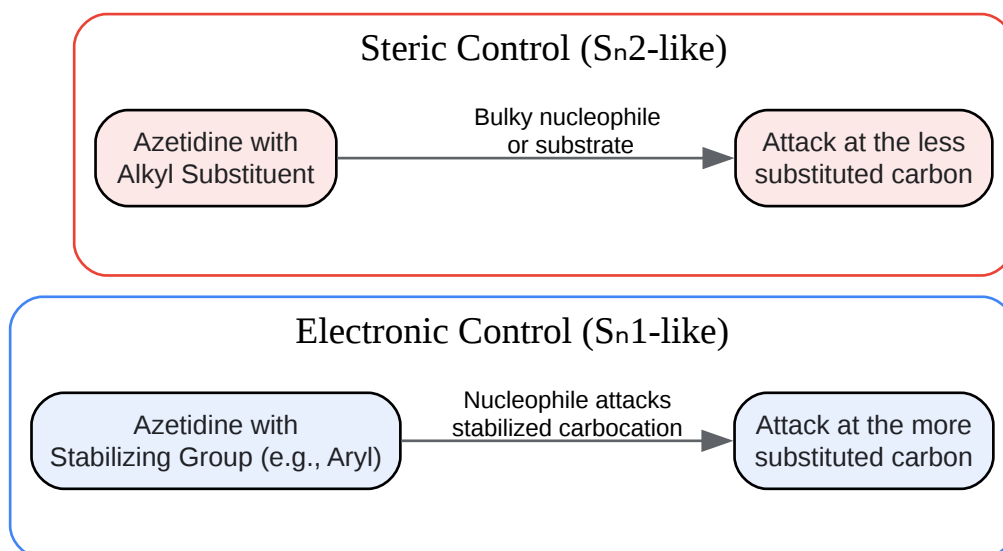 Steric Control (Sₙ2-like)
Azetidine with
Alkyl Substituent
Bulky nucleophile
or substrate
Attack at the less
substituted carbon
Electronic Control (Sₙ1-like)
Azetidine with
Stabilizing Group (e.g., Aryl)
Nucleophile attacks
stabilized carbocation
Attack at the more
substituted carbon